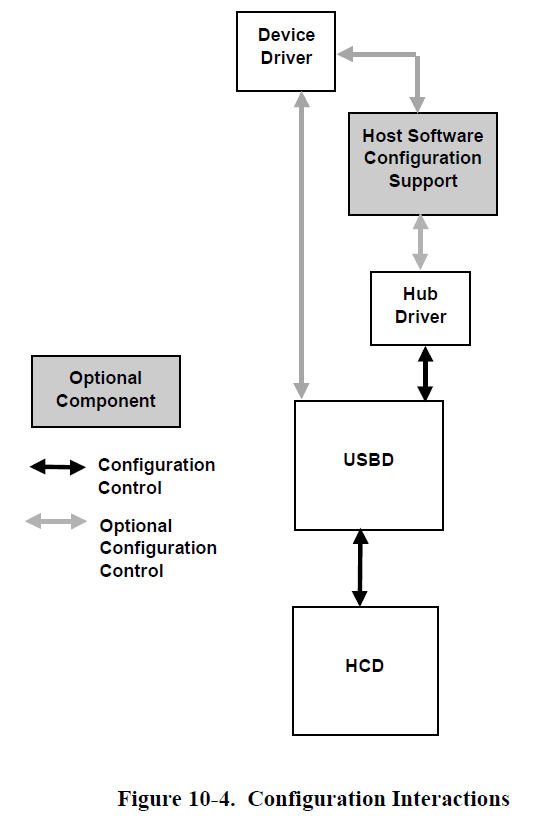 Device
Driver
Host Software
Configuration
Support
Hub
Driver
Optional
Component
USBD
Configuration
Control
Optional
Configuration
Control
HCD
Figure 10-4. Configuration Interactions